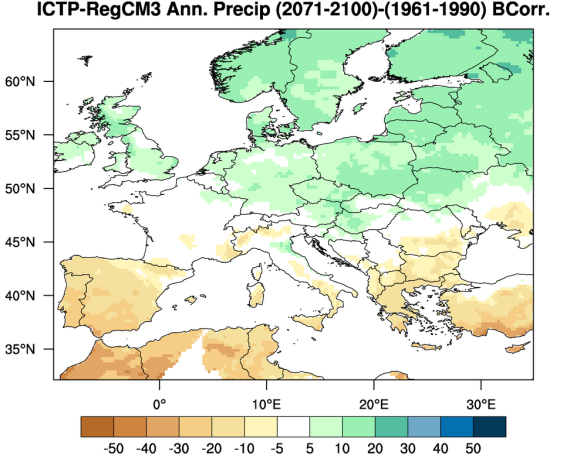 ICTP-RegCM3 Ann. Precip (2071-2100)-(1961-1990) BCorr.
60°N
55°N
50°N
45°N
40°N
35°N
0° 10°E 20°E 30°E
-50 -40 -30 -20 -10 -5 5 10 20 30 40 50